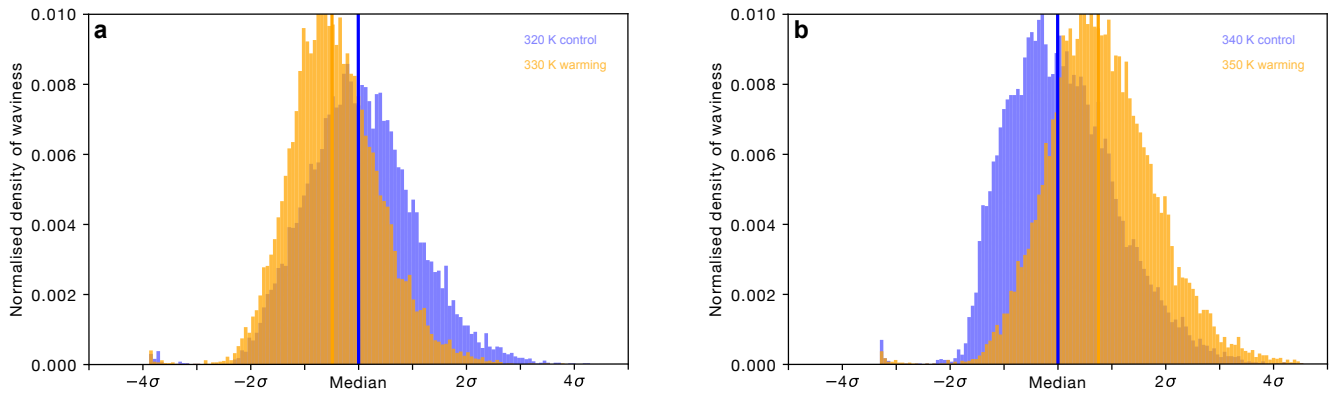 a
320 K control
330 K warming
Normalised density of waviness
0.010
0.008
0.006
0.004
0.002
0.000
−4σ
−2σ
Median
2σ
4σ
b
340 K control
350 K warming
Normalised density of waviness
0.010
0.008
0.006
0.004
0.002
0.000
−4σ
−2σ
Median
2σ
4σ